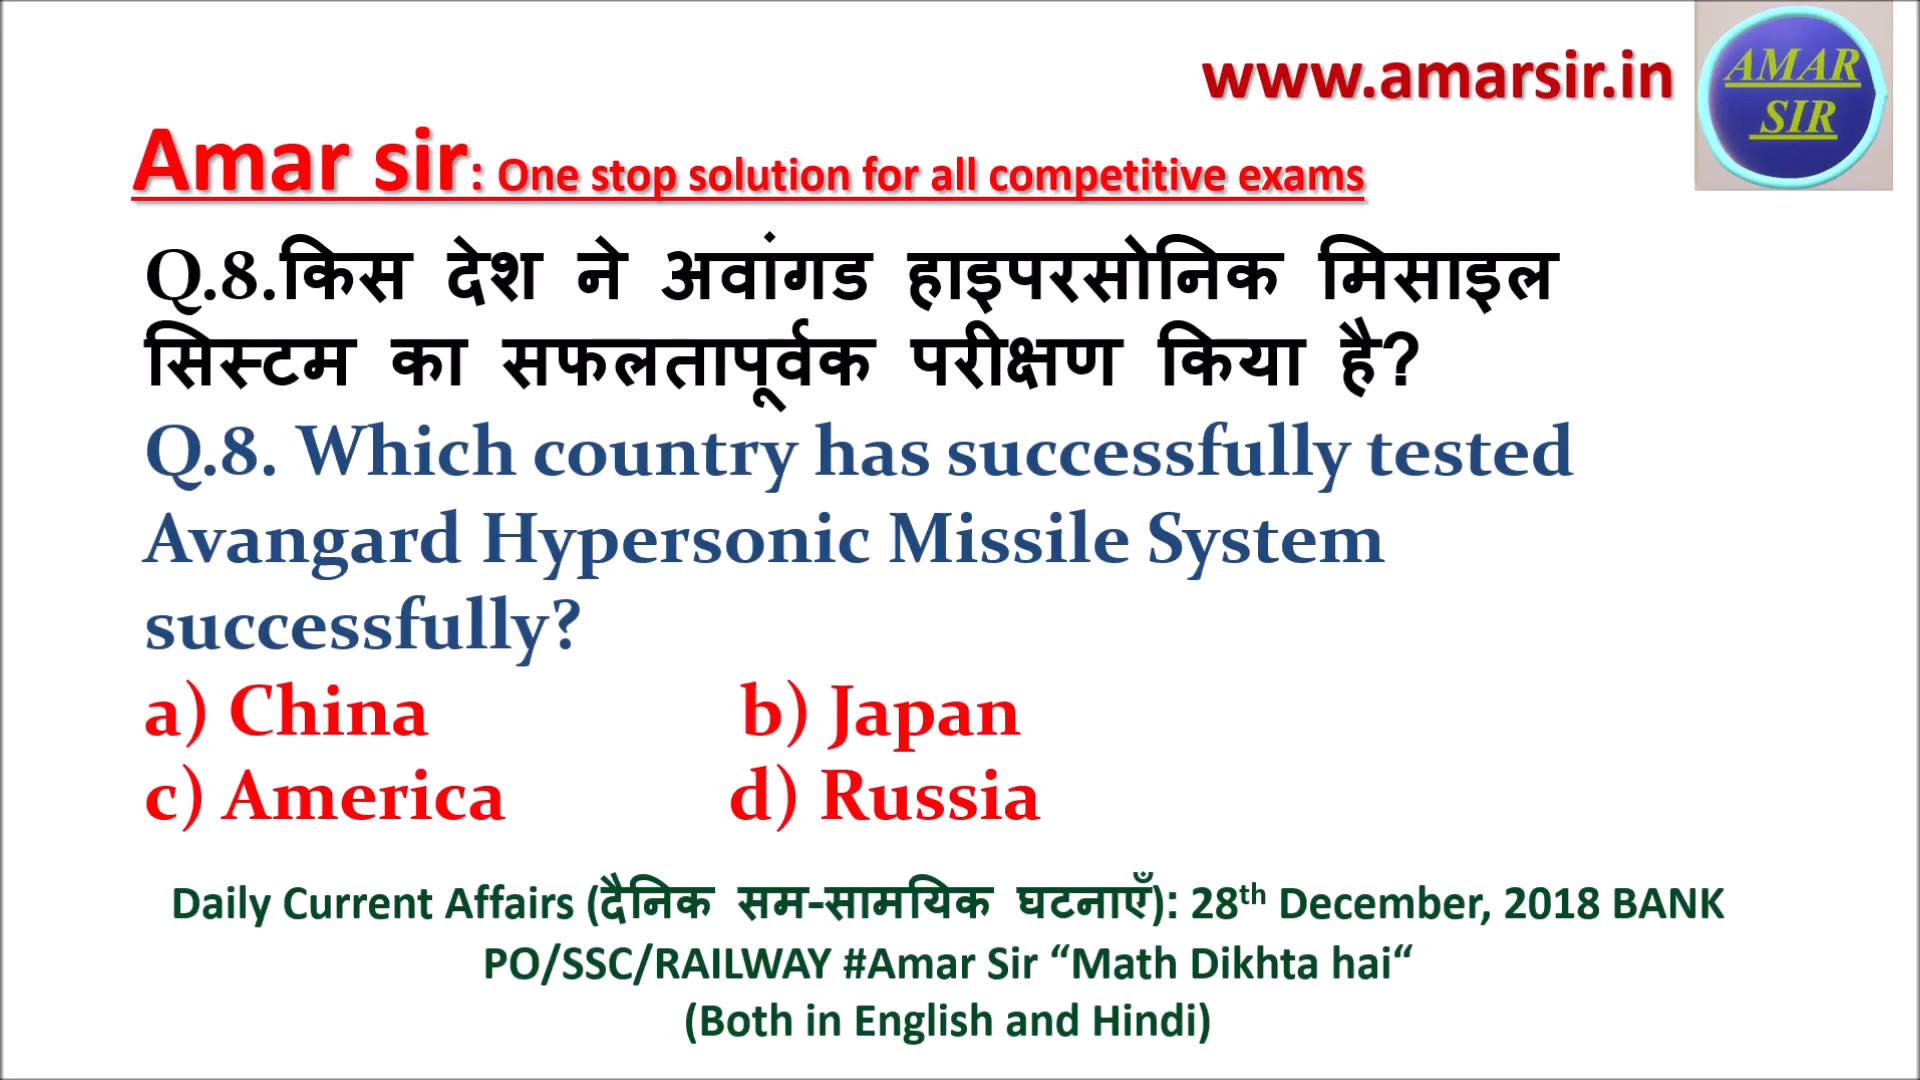 www.amarsir.in
AMAR
SIR
Amar sir: One stop solution for all competitive exams
Q.8.किस देश ने अवांगड हाइपरसोनिक मिसाइल
सिस्टम का सफलतापूर्वक परीक्षण किया है?
Q.8. Which country has successfully tested
Avangard Hypersonic Missile System
successfully?
a) China b) Japan
c) America d) Russia
Daily Current Affairs (दैनिक सम-सामयिक घटनाएँ): 28th December, 2018 BANK
PO/SSC/RAILWAY #Amar Sir “Math Dikhta hai“
(Both in English and Hindi)